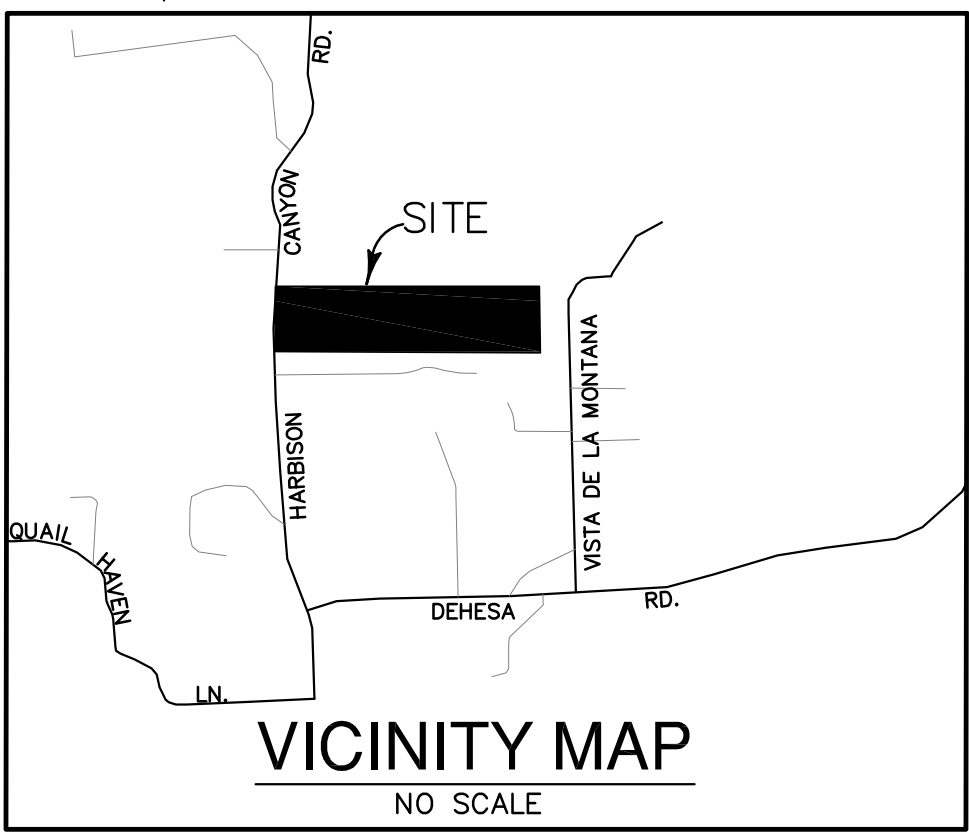 RD.
CANYON
SITE
VISTA DE LA MONTANA
HARBISON
QUAIL
HAVEN
LN.
DEHESA
RD.
VICINITY MAP
NO SCALE